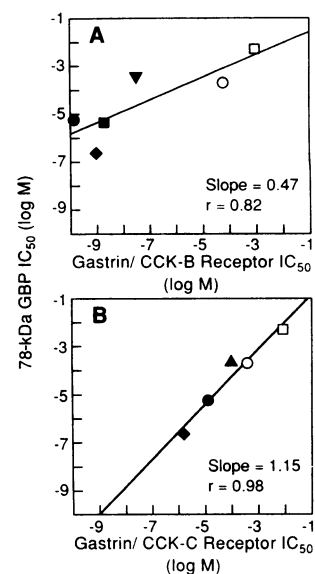 A
-1
-3
-5
-7
-9
Slope = 0.47
r = 0.82
-9 -7 -5 -3 -1
Gastrin/ CCK-B Receptor IC50
(log M)
78-kDa GBP IC50 (log M)
B
-1
-3
-5
-7
-9
Slope = 1.15
r = 0.98
-9 -7 -5 -3 -1
Gastrin/ CCK-C Receptor IC50
(log M)